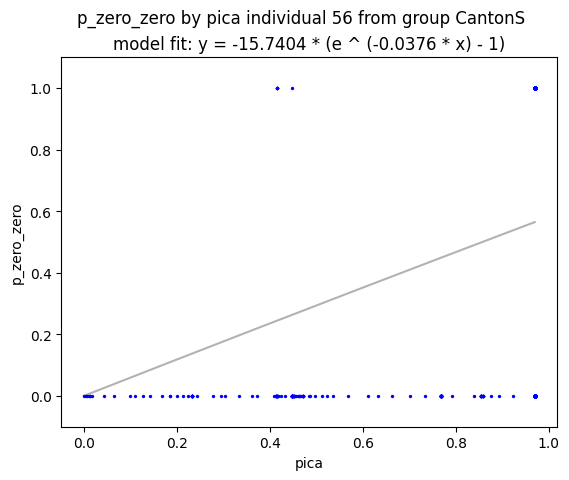 p_zero_zero by pica individual 56 from group CantonS
model fit: y = -15.7404 * (e ^ (-0.0376 * x) - 1)
1.0
0.8
0.6
0.4
0.2
0.0
p_zero_zero
0.0 0.2 0.4 0.6 0.8 1.0
pica